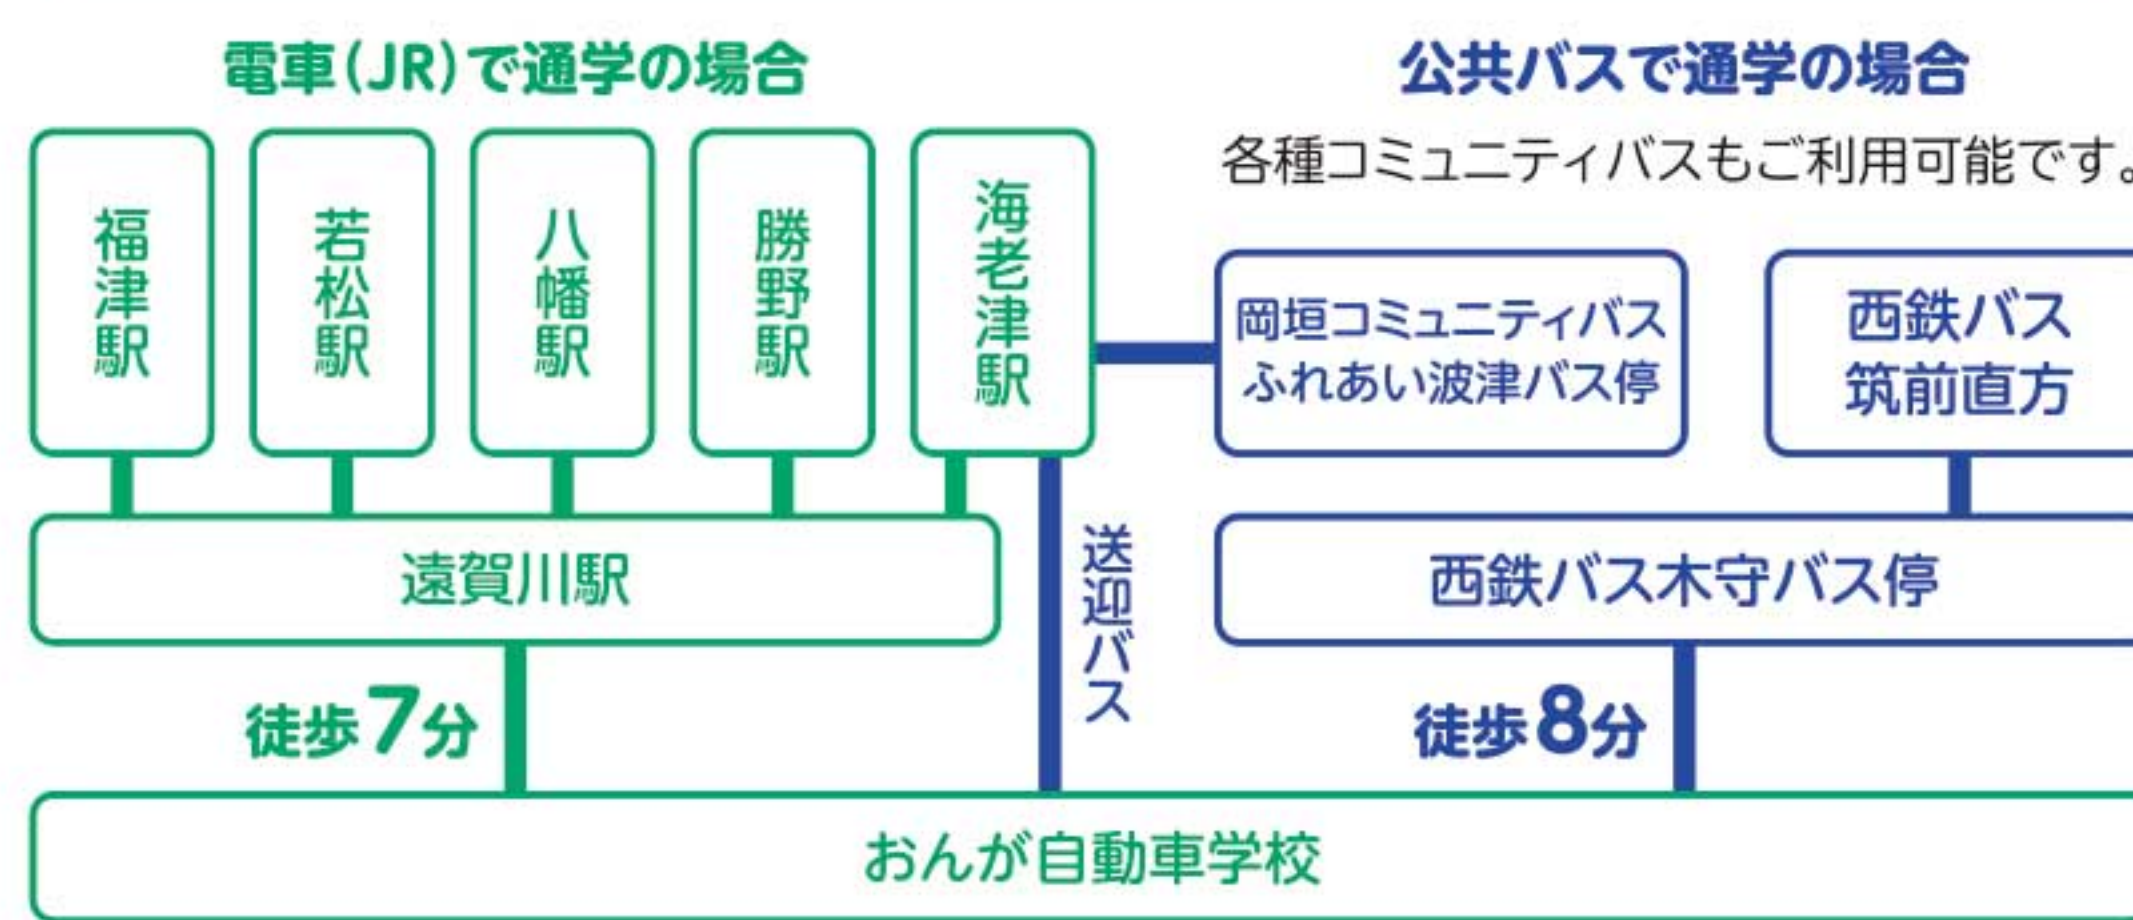 電車(JR)で通学の場合
福津駅
若松駅
八幡駅
勝野駅
海老津駅
遠賀川駅
徒歩7分
送迎バス
公共バスで通学の場合
各種コミュニティバスもご利用可能です。
岡垣コミュニティバス
ふれあい波津バス停
西鉄バス
筑前直方
西鉄バス木守バス停
徒歩8分
おんが自動車学校